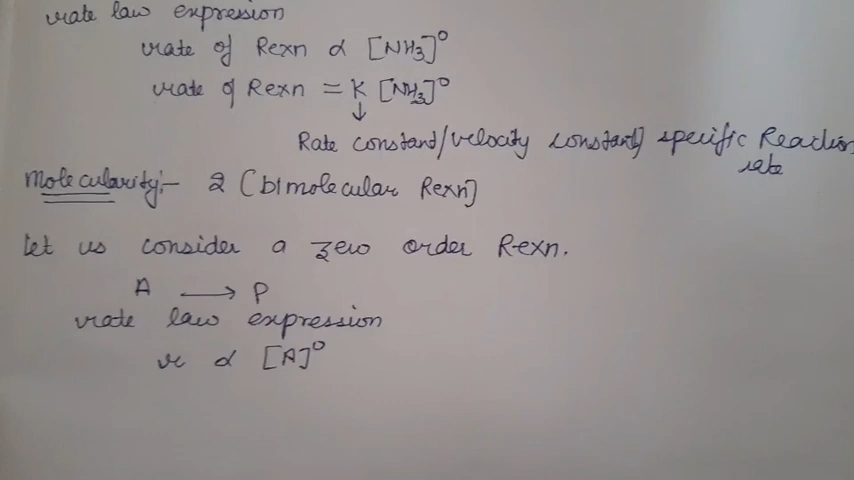 rate law expression
rate of Rexn α [NH3]⁰
rate of Rexn = K [NH3]⁰
↓
Rate constant/velocity constant/ specific Reaction
rate
Molecularity:- 2 (bimolecular Rexn]
let us consider a zero order Rexn.
A ⟶ P
rate law expression
r α [A]⁰